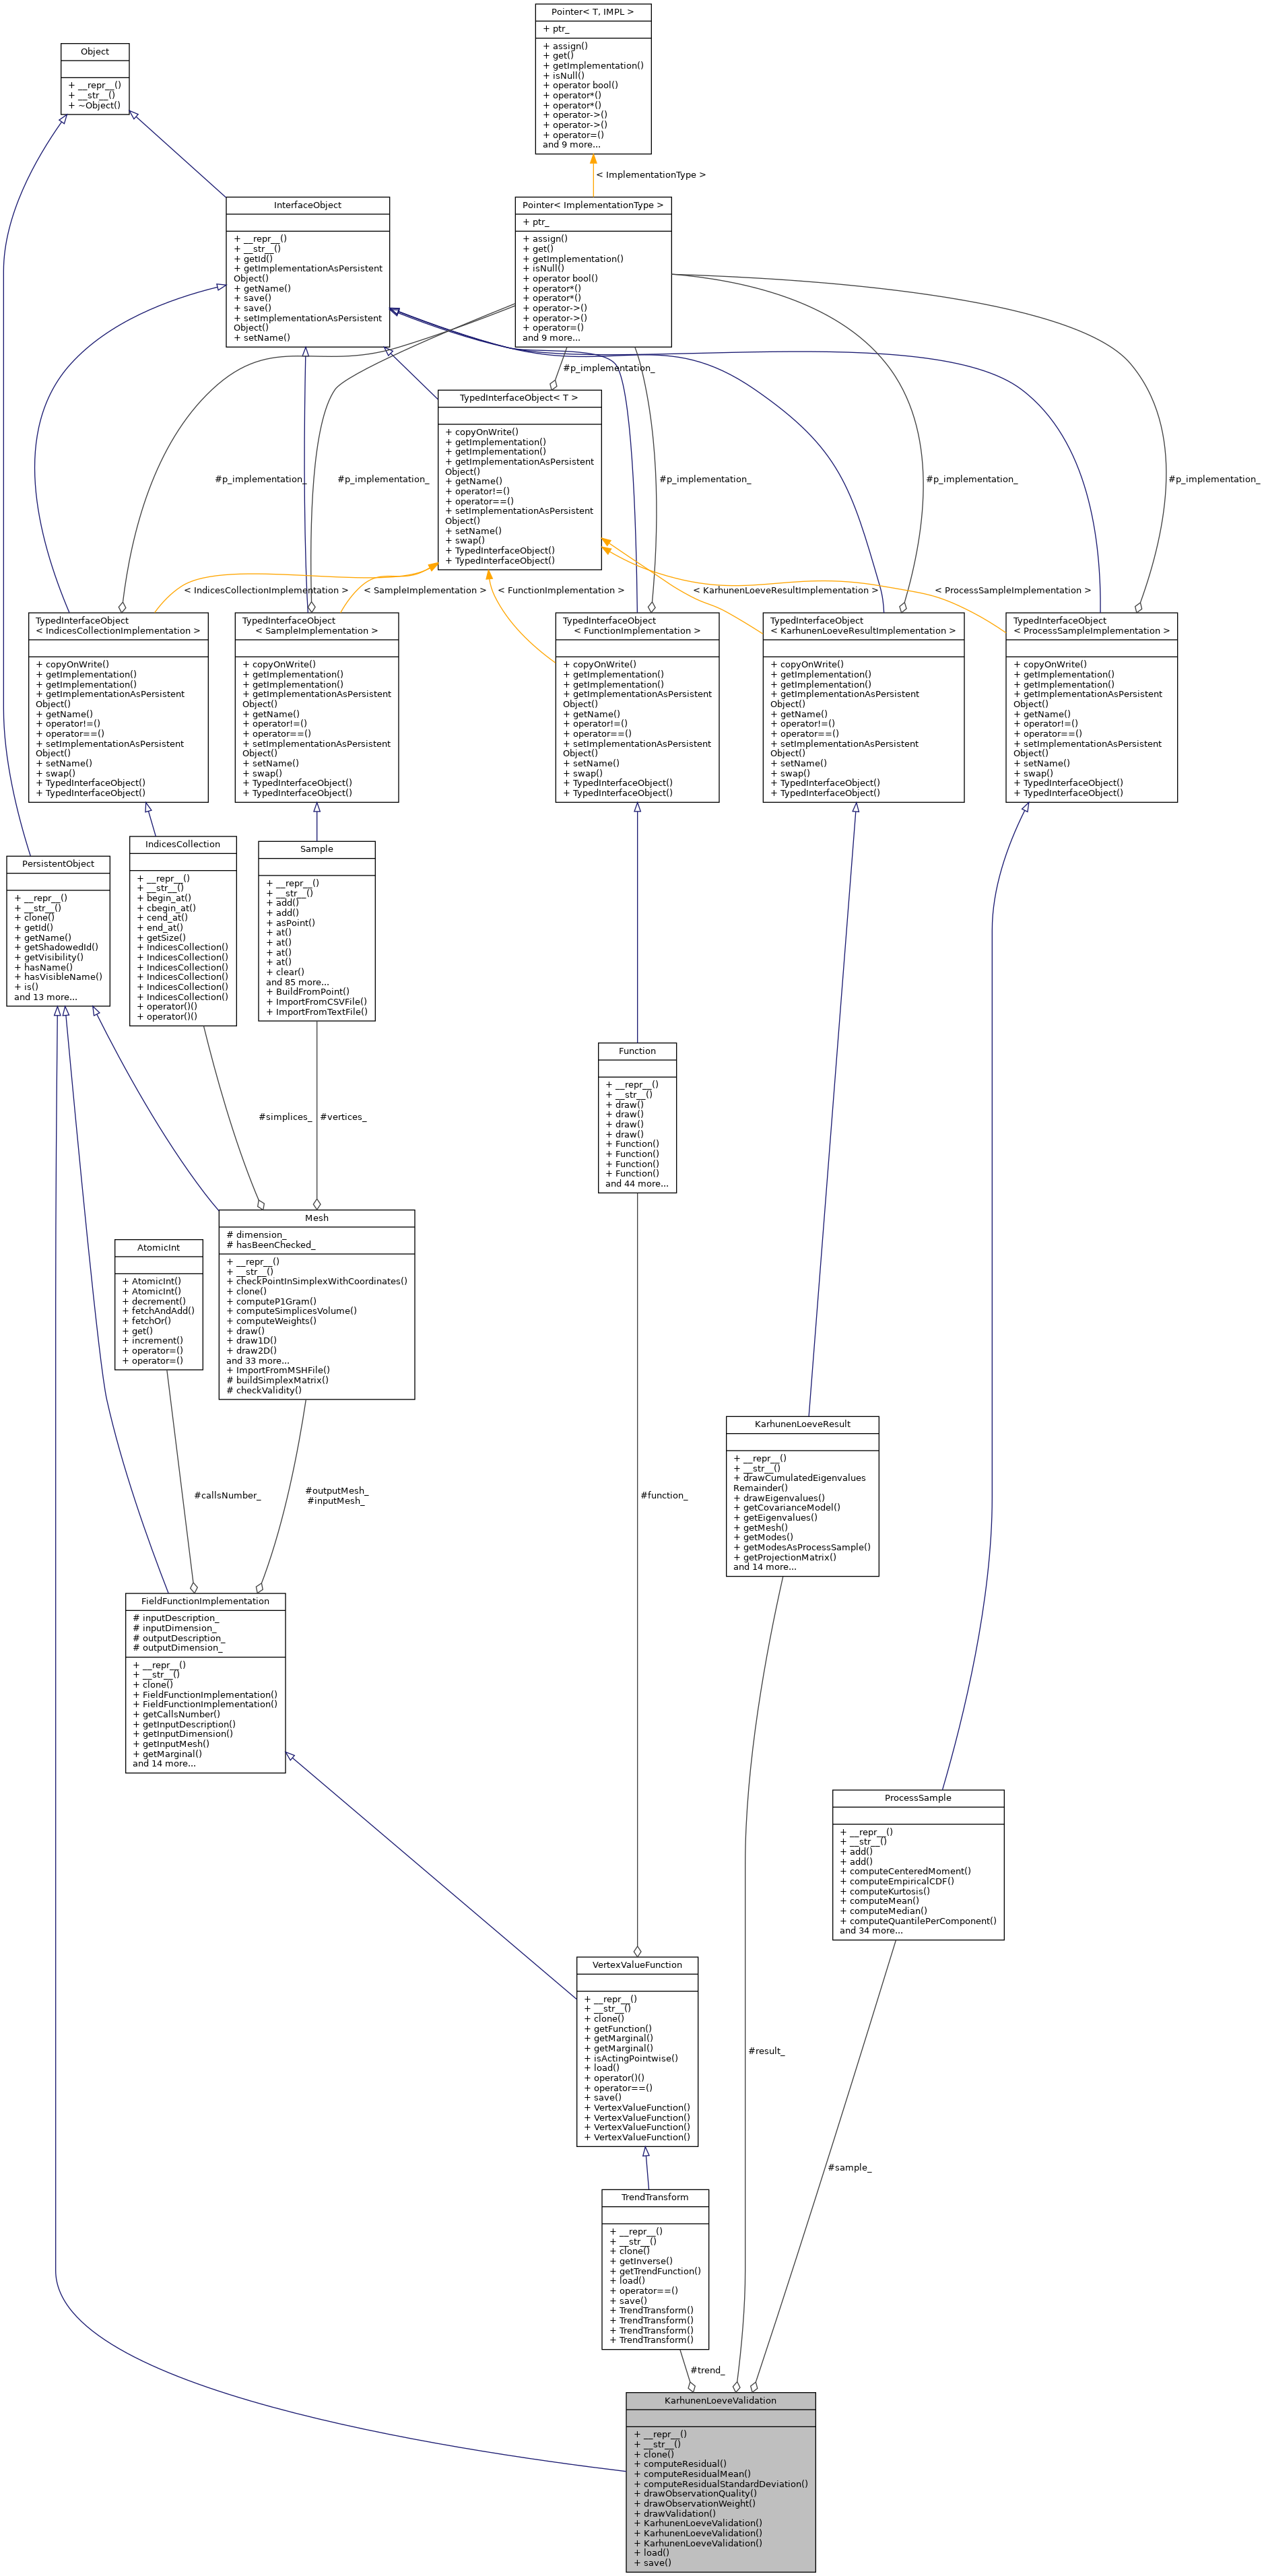 Pointer< T, IMPL >
+ ptr_
+ assign()
+ get()
+ getImplementation()
+ isNull()
+ operator bool()
+ operator*()
+ operator*()
+ operator->()
+ operator->()
+ operator=()
and 9 more...
Object
+ __repr__()
+ __str__()
+ ~Object()
< ImplementationType >
InterfaceObject
+ __repr__()
+ __str__()
+ getId()
+ getImplementationAsPersistent
Object()
+ getName()
+ save()
+ save()
+ setImplementationAsPersistent
Object()
+ setName()
Pointer< ImplementationType >
+ ptr_
+ assign()
+ get()
+ getImplementation()
+ isNull()
+ operator bool()
+ operator*()
+ operator*()
+ operator->()
+ operator->()
+ operator=()
and 9 more...
#p_implementation_
TypedInterfaceObject< T >
+ copyOnWrite()
+ getImplementation()
+ getImplementation()
+ getImplementationAsPersistent
Object()
+ getName()
+ operator!=()
+ operator==()
+ setImplementationAsPersistent
Object()
+ setName()
+ swap()
+ TypedInterfaceObject()
+ TypedInterfaceObject()
#p_implementation_
#p_implementation_
#p_implementation_
#p_implementation_
#p_implementation_
< IndicesCollectionImplementation >
< SampleImplementation >
< FunctionImplementation >
< KarhunenLoeveResultImplementation >
< ProcessSampleImplementation >
TypedInterfaceObject
< IndicesCollectionImplementation >
+ copyOnWrite()
+ getImplementation()
+ getImplementation()
+ getImplementationAsPersistent
Object()
+ getName()
+ operator!=()
+ operator==()
+ setImplementationAsPersistent
Object()
+ setName()
+ swap()
+ TypedInterfaceObject()
+ TypedInterfaceObject()
TypedInterfaceObject
< SampleImplementation >
+ copyOnWrite()
+ getImplementation()
+ getImplementation()
+ getImplementationAsPersistent
Object()
+ getName()
+ operator!=()
+ operator==()
+ setImplementationAsPersistent
Object()
+ setName()
+ swap()
+ TypedInterfaceObject()
+ TypedInterfaceObject()
TypedInterfaceObject
< FunctionImplementation >
+ copyOnWrite()
+ getImplementation()
+ getImplementation()
+ getImplementationAsPersistent
Object()
+ getName()
+ operator!=()
+ operator==()
+ setImplementationAsPersistent
Object()
+ setName()
+ swap()
+ TypedInterfaceObject()
+ TypedInterfaceObject()
TypedInterfaceObject
< KarhunenLoeveResultImplementation >
+ copyOnWrite()
+ getImplementation()
+ getImplementation()
+ getImplementationAsPersistent
Object()
+ getName()
+ operator!=()
+ operator==()
+ setImplementationAsPersistent
Object()
+ setName()
+ swap()
+ TypedInterfaceObject()
+ TypedInterfaceObject()
TypedInterfaceObject
< ProcessSampleImplementation >
+ copyOnWrite()
+ getImplementation()
+ getImplementation()
+ getImplementationAsPersistent
Object()
+ getName()
+ operator!=()
+ operator==()
+ setImplementationAsPersistent
Object()
+ setName()
+ swap()
+ TypedInterfaceObject()
+ TypedInterfaceObject()
PersistentObject
+ __repr__()
+ __str__()
+ clone()
+ getId()
+ getName()
+ getShadowedId()
+ getVisibility()
+ hasName()
+ hasVisibleName()
+ is()
and 13 more...
IndicesCollection
+ __repr__()
+ __str__()
+ begin_at()
+ cbegin_at()
+ cend_at()
+ end_at()
+ getSize()
+ IndicesCollection()
+ IndicesCollection()
+ IndicesCollection()
+ IndicesCollection()
+ IndicesCollection()
+ IndicesCollection()
+ operator()()
+ operator()()
Sample
+ __repr__()
+ __str__()
+ add()
+ add()
+ asPoint()
+ at()
+ at()
+ at()
+ at()
+ clear()
and 85 more...
+ BuildFromPoint()
+ ImportFromCSVFile()
+ ImportFromTextFile()
#simplices_
#vertices_
Function
+ __repr__()
+ __str__()
+ draw()
+ draw()
+ draw()
+ draw()
+ Function()
+ Function()
+ Function()
+ Function()
and 44 more...
Mesh
# dimension_
# hasBeenChecked_
+ __repr__()
+ __str__()
+ checkPointInSimplexWithCoordinates()
+ clone()
+ computeP1Gram()
+ computeSimplicesVolume()
+ computeWeights()
+ draw()
+ draw1D()
+ draw2D()
and 33 more...
+ ImportFromMSHFile()
# buildSimplexMatrix()
# checkValidity()
AtomicInt
+ AtomicInt()
+ AtomicInt()
+ decrement()
+ fetchAndAdd()
+ fetchOr()
+ get()
+ increment()
+ operator=()
+ operator=()
#callsNumber_
#outputMesh_
#inputMesh_
#function_
KarhunenLoeveResult
+ __repr__()
+ __str__()
+ drawCumulatedEigenvalues
Remainder()
+ drawEigenvalues()
+ getCovarianceModel()
+ getEigenvalues()
+ getMesh()
+ getModes()
+ getModesAsProcessSample()
+ getProjectionMatrix()
and 14 more...
FieldFunctionImplementation
# inputDescription_
# inputDimension_
# outputDescription_
# outputDimension_
+ __repr__()
+ __str__()
+ clone()
+ FieldFunctionImplementation()
+ FieldFunctionImplementation()
+ getCallsNumber()
+ getInputDescription()
+ getInputDimension()
+ getInputMesh()
+ getMarginal()
and 14 more...
ProcessSample
+ __repr__()
+ __str__()
+ add()
+ add()
+ computeCenteredMoment()
+ computeEmpiricalCDF()
+ computeKurtosis()
+ computeMean()
+ computeMedian()
+ computeQuantilePerComponent()
and 34 more...
VertexValueFunction
+ __repr__()
+ __str__()
+ clone()
+ getFunction()
+ getMarginal()
+ getMarginal()
+ isActingPointwise()
+ load()
+ operator()()
+ operator==()
+ save()
+ VertexValueFunction()
+ VertexValueFunction()
+ VertexValueFunction()
+ VertexValueFunction()
#result_
#sample_
TrendTransform
+ __repr__()
+ __str__()
+ clone()
+ getInverse()
+ getTrendFunction()
+ load()
+ operator==()
+ save()
+ TrendTransform()
+ TrendTransform()
+ TrendTransform()
+ TrendTransform()
#trend_
KarhunenLoeveValidation
+ __repr__()
+ __str__()
+ clone()
+ computeResidual()
+ computeResidualMean()
+ computeResidualStandardDeviation()
+ drawObservationQuality()
+ drawObservationWeight()
+ drawValidation()
+ KarhunenLoeveValidation()
+ KarhunenLoeveValidation()
+ KarhunenLoeveValidation()
+ load()
+ save()